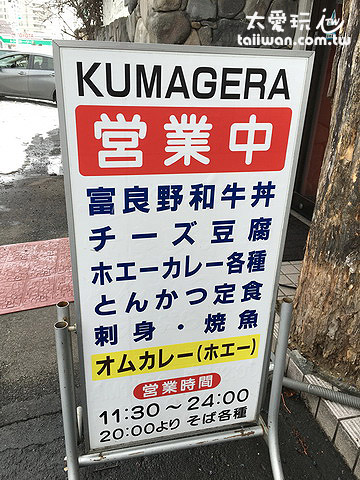 太愛玩他
taiiwan.com.tw
KUMAGERA
営業中
富良野和牛丼
チーズ豆腐
ホエーカレー各種
とんかつ定食
刺身・焼魚
オムカレー(ホエー)
営業時間
11:30～24:00
20:00より そば各種